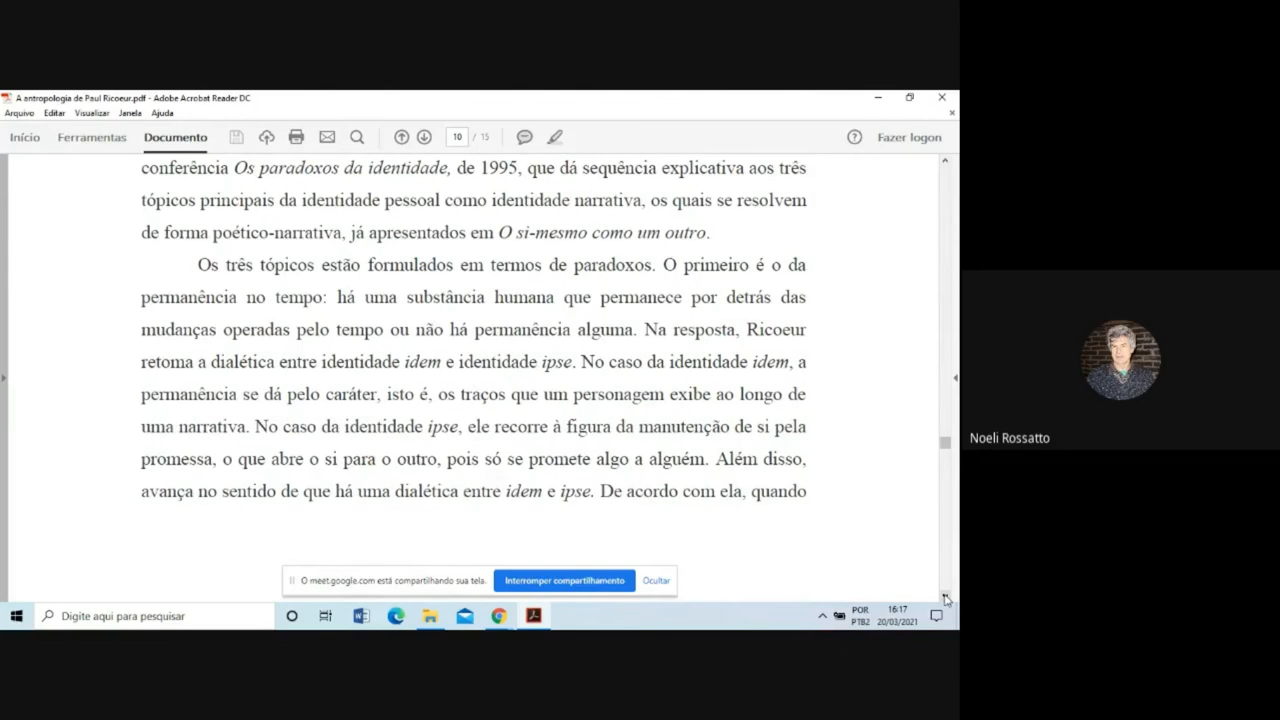 A antropologia de Paul Ricoeur.pdf - Adobe Acrobat Reader DC
Arquivo Editar Visualizar Janela Ajuda
Início Ferramentas Documento 10 / 15 Fazer logon
conferência Os paradoxos da identidade, de 1995, que dá sequência explicativa aos três
tópicos principais da identidade pessoal como identidade narrativa, os quais se resolvem
de forma poético-narrativa, já apresentados em O si-mesmo como um outro.
Os três tópicos estão formulados em termos de paradoxos. O primeiro é o da
permanência no tempo: há uma substância humana que permanece por detrás das
mudanças operadas pelo tempo ou não há permanência alguma. Na resposta, Ricoeur
retoma a dialética entre identidade idem e identidade ipse. No caso da identidade idem, a
permanência se dá pelo caráter, isto é, os traços que um personagem exibe ao longo de
uma narrativa. No caso da identidade ipse, ele recorre à figura da manutenção de si pela
promessa, o que abre o si para o outro, pois só se promete algo a alguém. Além disso,
avança no sentido de que há uma dialética entre idem e ipse. De acordo com ela, quando
Noeli Rossatto
O meet.google.com está compartilhando sua tela. Interromper compartilhamento Ocultar
Digite aqui para pesquisar
POR 16:17
PTB2 20/03/2021